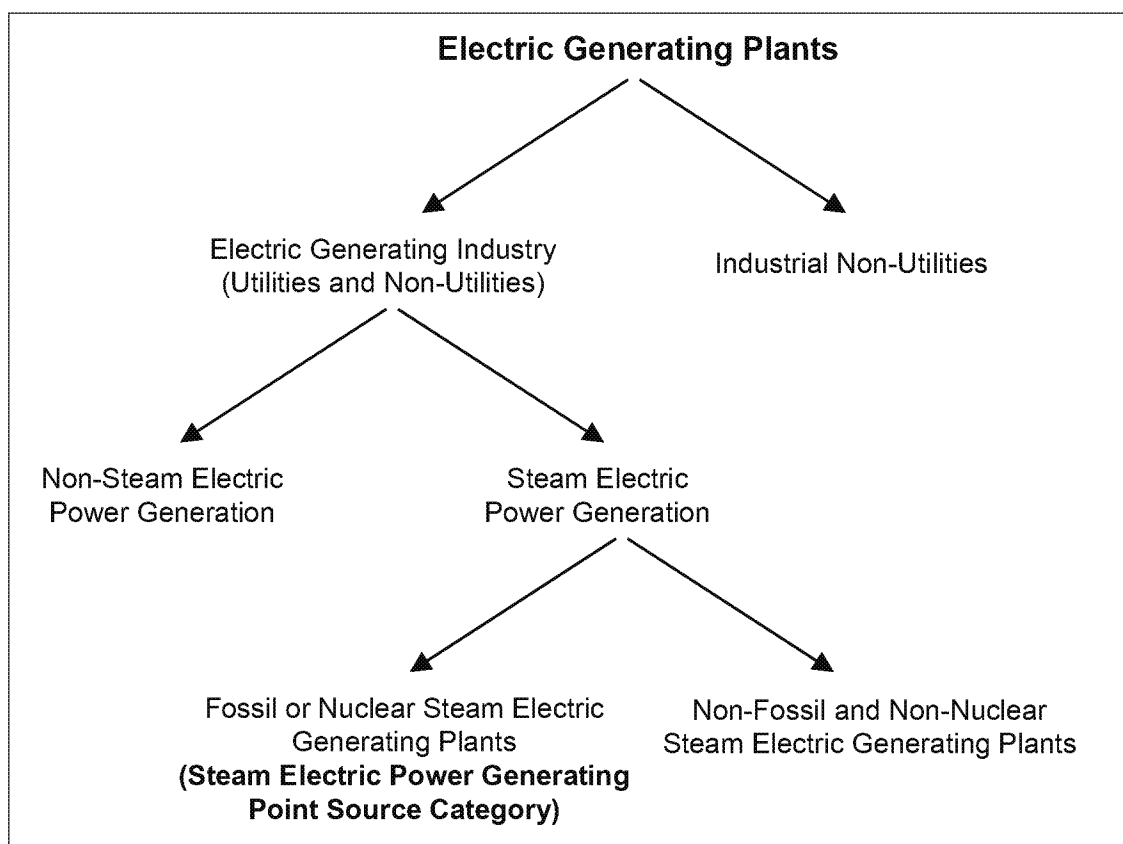 Electric Generating Plants
Electric Generating Industry
(Utilities and Non-Utilities)
Industrial Non-Utilities
Non-Steam Electric
Power Generation
Steam Electric
Power Generation
Fossil or Nuclear Steam Electric
Generating Plants
(Steam Electric Power Generating
Point Source Category)
Non-Fossil and Non-Nuclear
Steam Electric Generating Plants